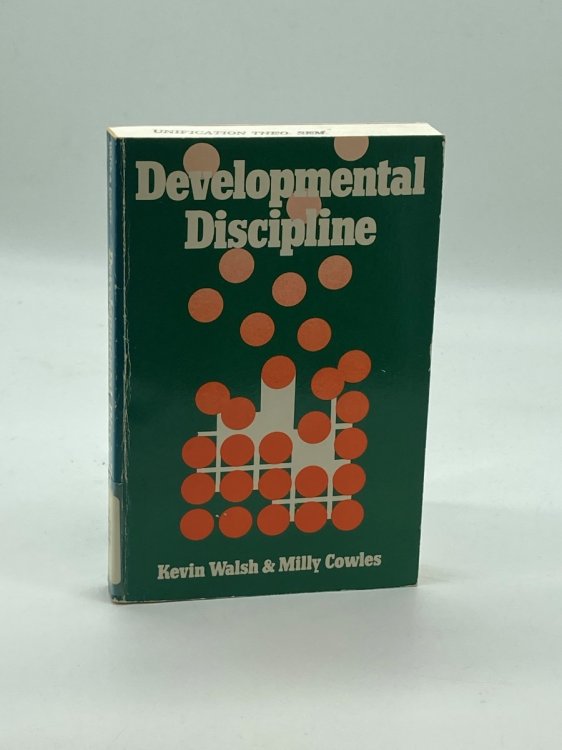 UNIFICATION THEO. SEM.
Developmental
Discipline
Kevin Walsh & Milly Cowles